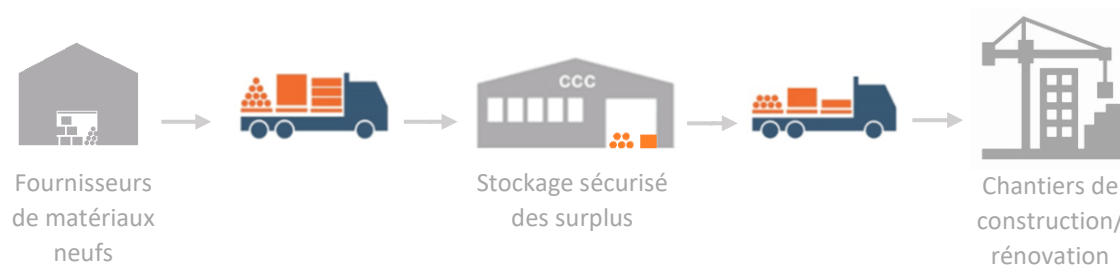 CCC
Fournisseurs
de matériaux
neufs
Stockage sécurisé
des surplus
Chantiers de
construction/
rénovation